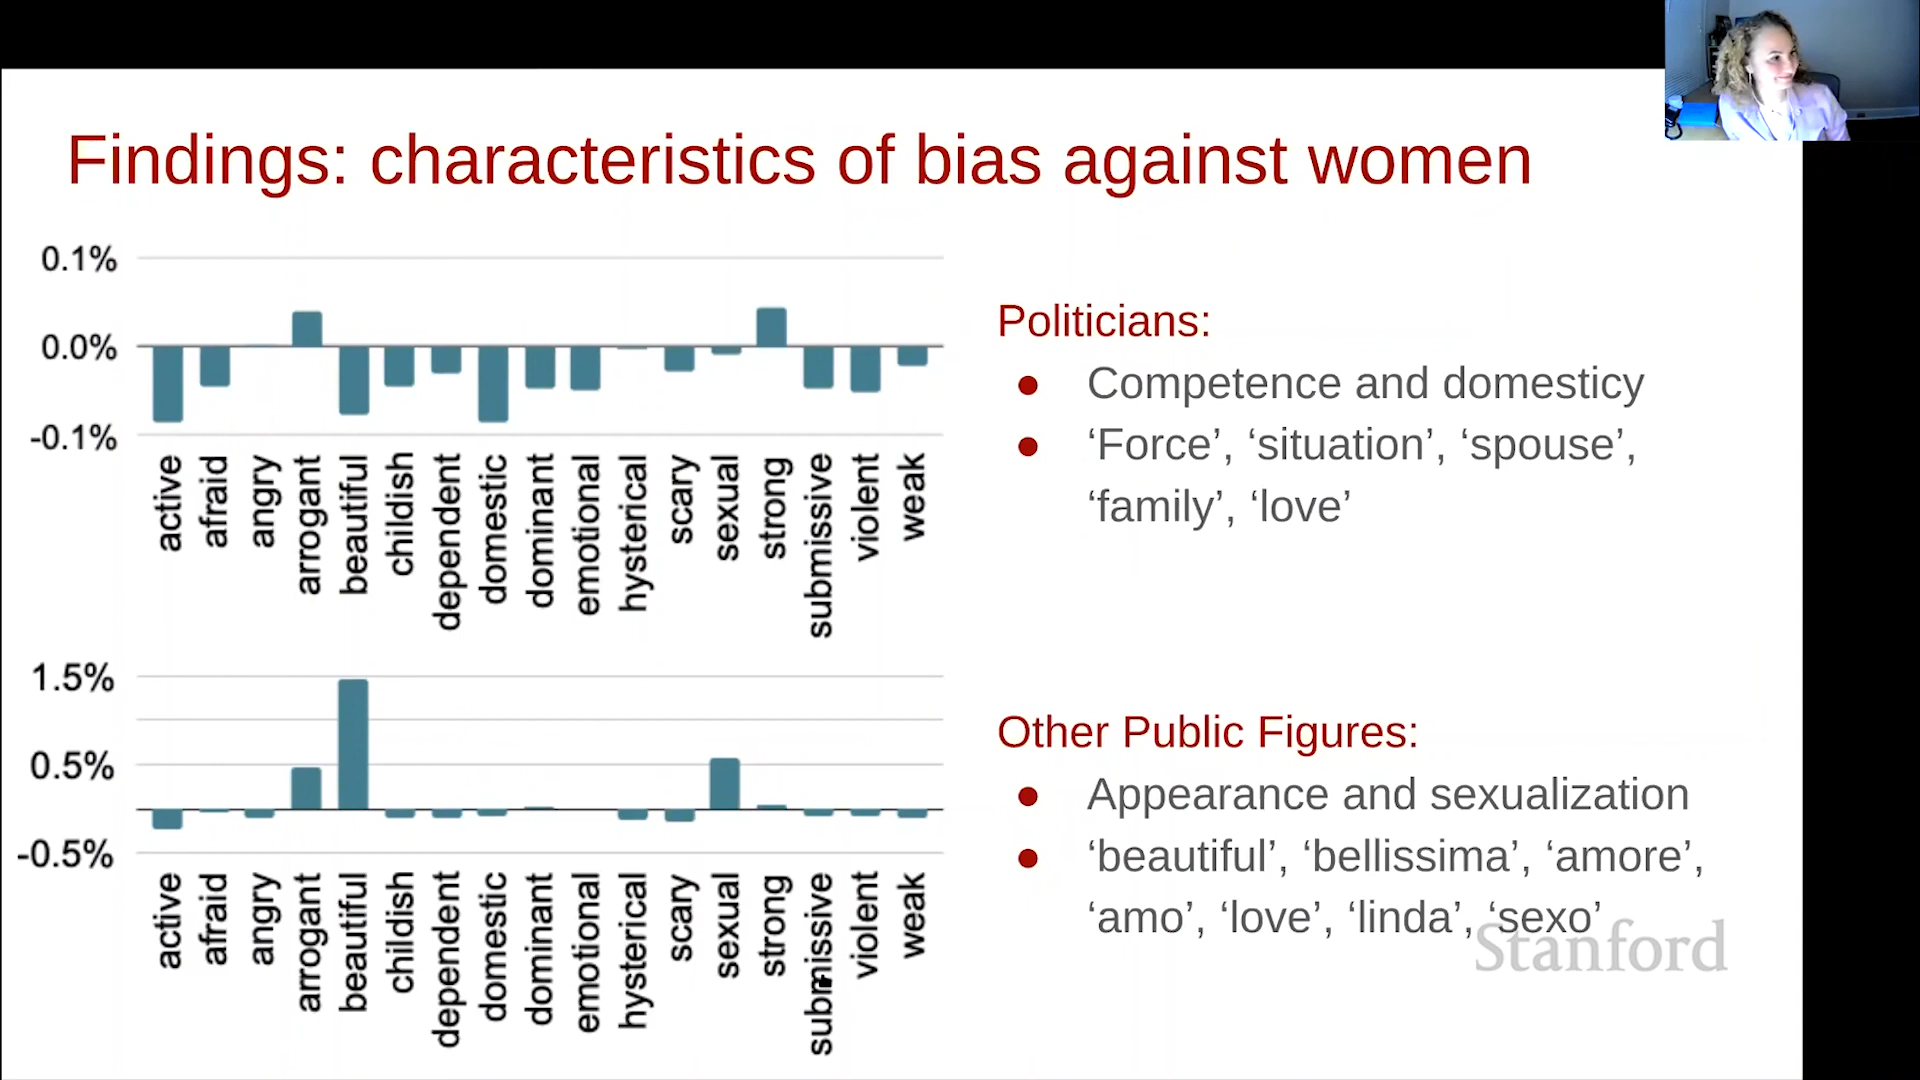 Findings: characteristics of bias against women
0.1%
0.0%
-0.1%
active
afraid
angry
arrogant
beautiful
childish
dependent
domestic
dominant
emotional
hysterical
scary
sexual
strong
submissive
violent
weak
Politicians:
● Competence and domesticy
● ‘Force’, ‘situation’, ‘spouse’,
‘family’, ‘love’
1.5%
0.5%
-0.5%
active
afraid
angry
arrogant
beautiful
childish
dependent
domestic
dominant
emotional
hysterical
scary
sexual
strong
submissive
violent
weak
Other Public Figures:
● Appearance and sexualization
● ‘beautiful’, ‘bellissima’, ‘amore’,
‘amo’, ‘love’, ‘linda’, ‘sexo’
Stanford